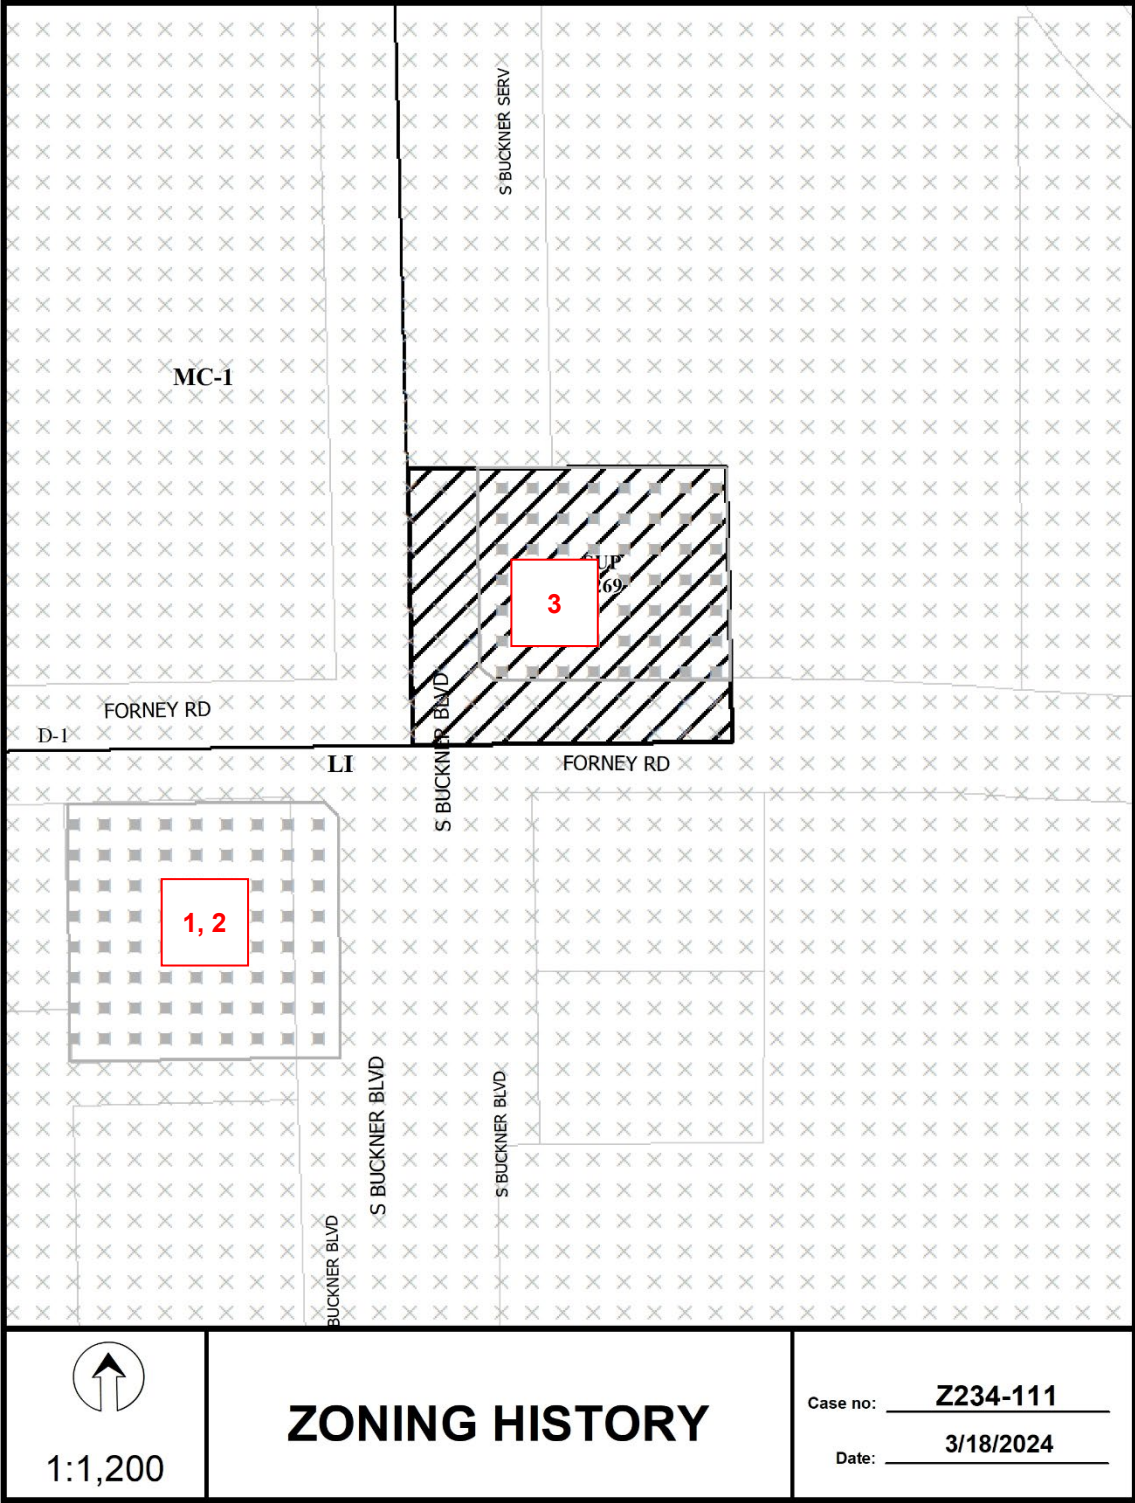 S BUCKNER SERV
MC-1
3
S BUCKNER BLVD
FORNEY RD
D-1
LI
FORNEY RD
1, 2
S BUCKNER BLVD
S BUCKNER BLVD
BUCKNER BLVD
1:1,200
ZONING HISTORY
Case no: Z234-111
Date: 3/18/2024